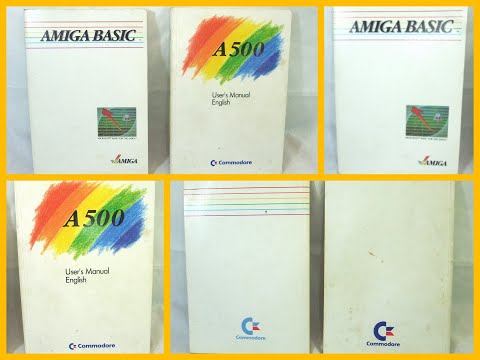 AMIGA BASIC
AMIGA
A500
User's Manual
English
Commodore
AMIGA BASIC
AMIGA
A500
User's Manual
English
Commodore
Commodore
Commodore